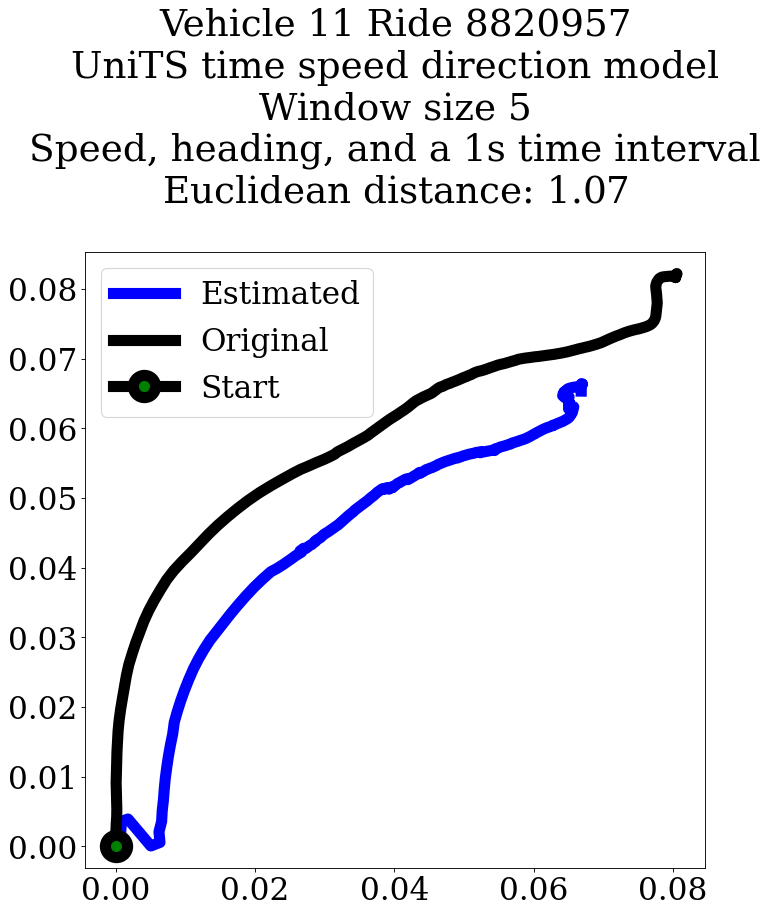 Vehicle 11 Ride 8820957
UniTS time speed direction model
Window size 5
Speed, heading, and a 1s time interval
Euclidean distance: 1.07
Estimated
Original
Start
0.08
0.07
0.06
0.05
0.04
0.03
0.02
0.01
0.00
0.00 0.02 0.04 0.06 0.08